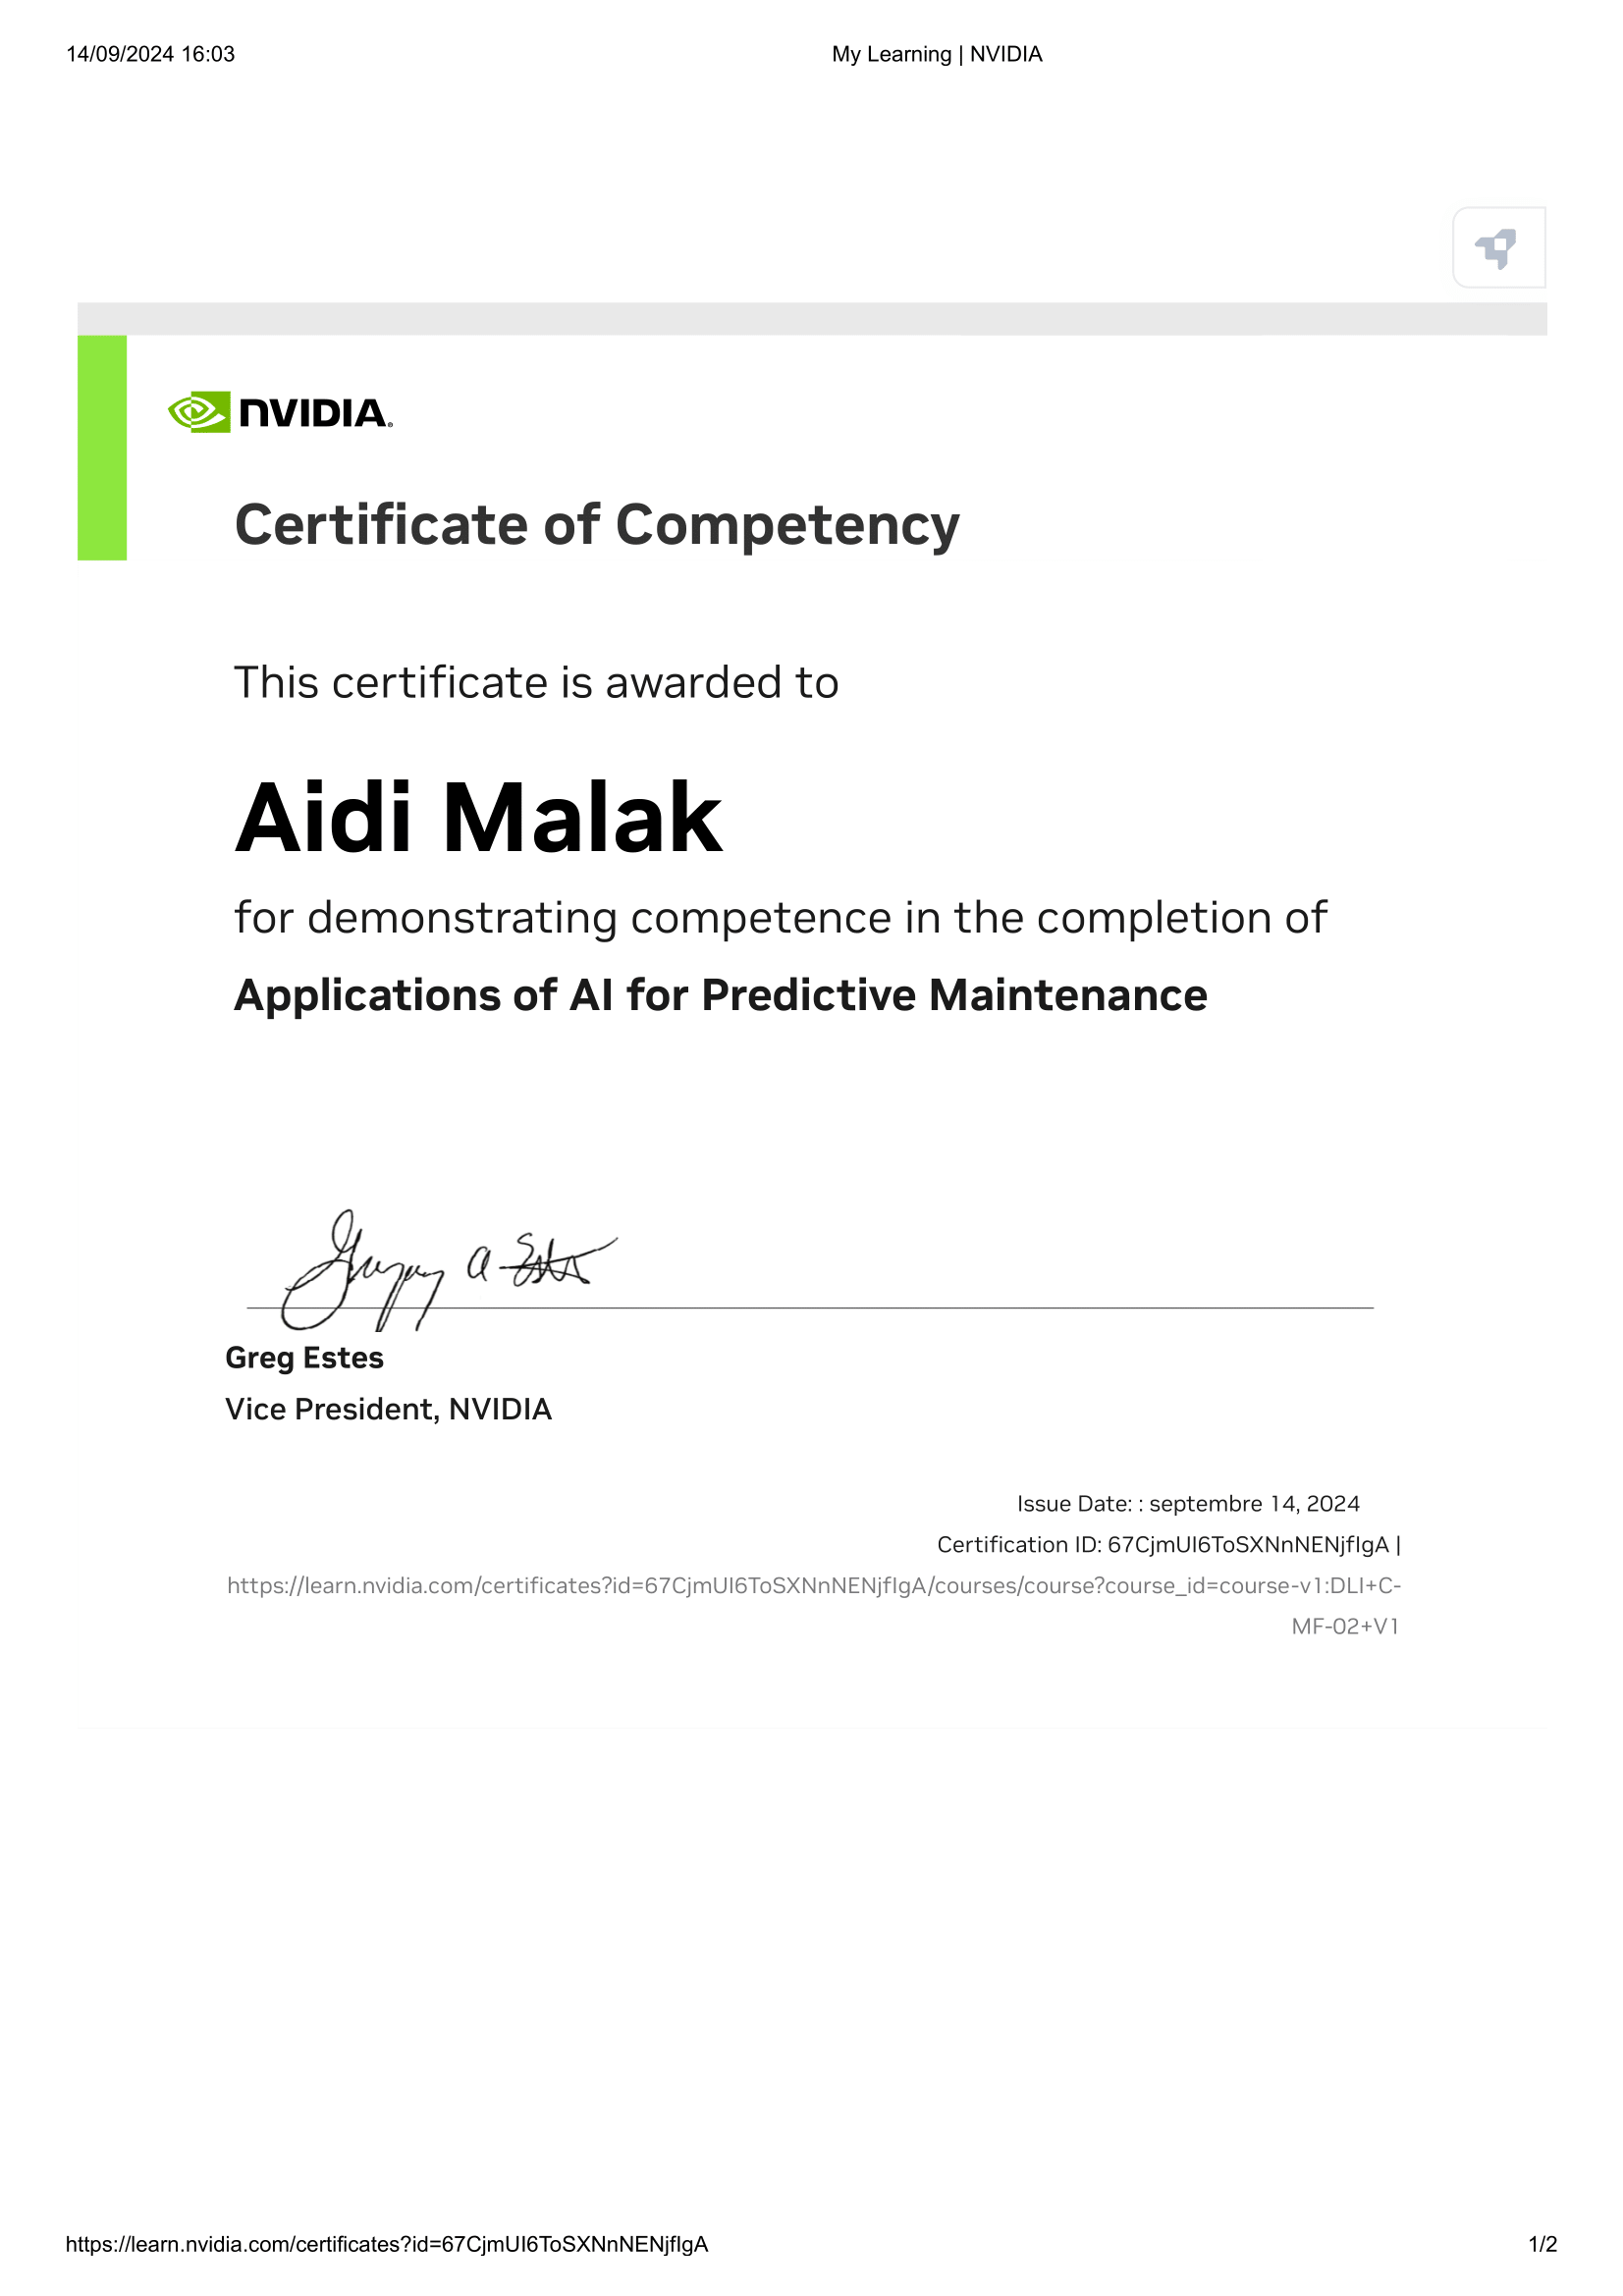 14/09/2024 16:03
My Learning | NVIDIA
NVIDIA.
Certificate of Competency
This certificate is awarded to
Aidi Malak
for demonstrating competence in the completion of
Applications of AI for Predictive Maintenance
Gregory A Estes
Greg Estes
Vice President, NVIDIA
Issue Date: : septembre 14, 2024
Certification ID: 67CjmUI6ToSXNnNENjfIgA |
https://learn.nvidia.com/certificates?id=67CjmUI6ToSXNnNENjfIgA/courses/course?course_id=course-v1:DLI+C-
MF-02+V1
https://learn.nvidia.com/certificates?id=67CjmUI6ToSXNnNENjfIgA
1/2